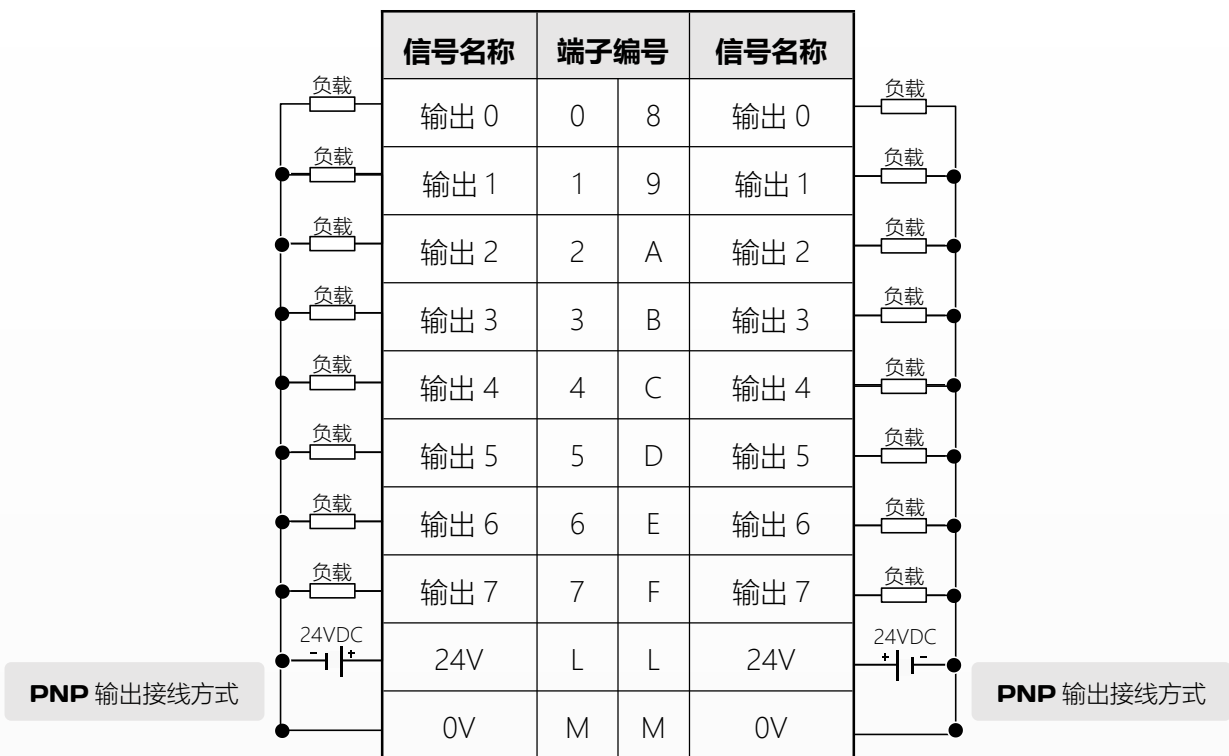 信号名称 端子编号 信号名称
负载 输出 0 0 8 输出 0 负载
负载 输出 1 1 9 输出 1 负载
负载 输出 2 2 A 输出 2 负载
负载 输出 3 3 B 输出 3 负载
负载 输出 4 4 C 输出 4 负载
负载 输出 5 5 D 输出 5 负载
负载 输出 6 6 E 输出 6 负载
负载 输出 7 7 F 输出 7 负载
24VDC 24VDC
- + 24V L L 24V + -
PNP 输出接线方式 PNP 输出接线方式
0V M M 0V